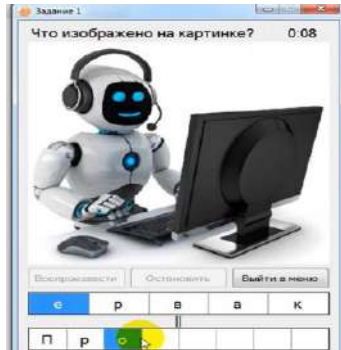 Задание 1
Что изображено на картинке? 0:08
Воспроизвести Остановить Выйти в меню
е р в а к
П р о